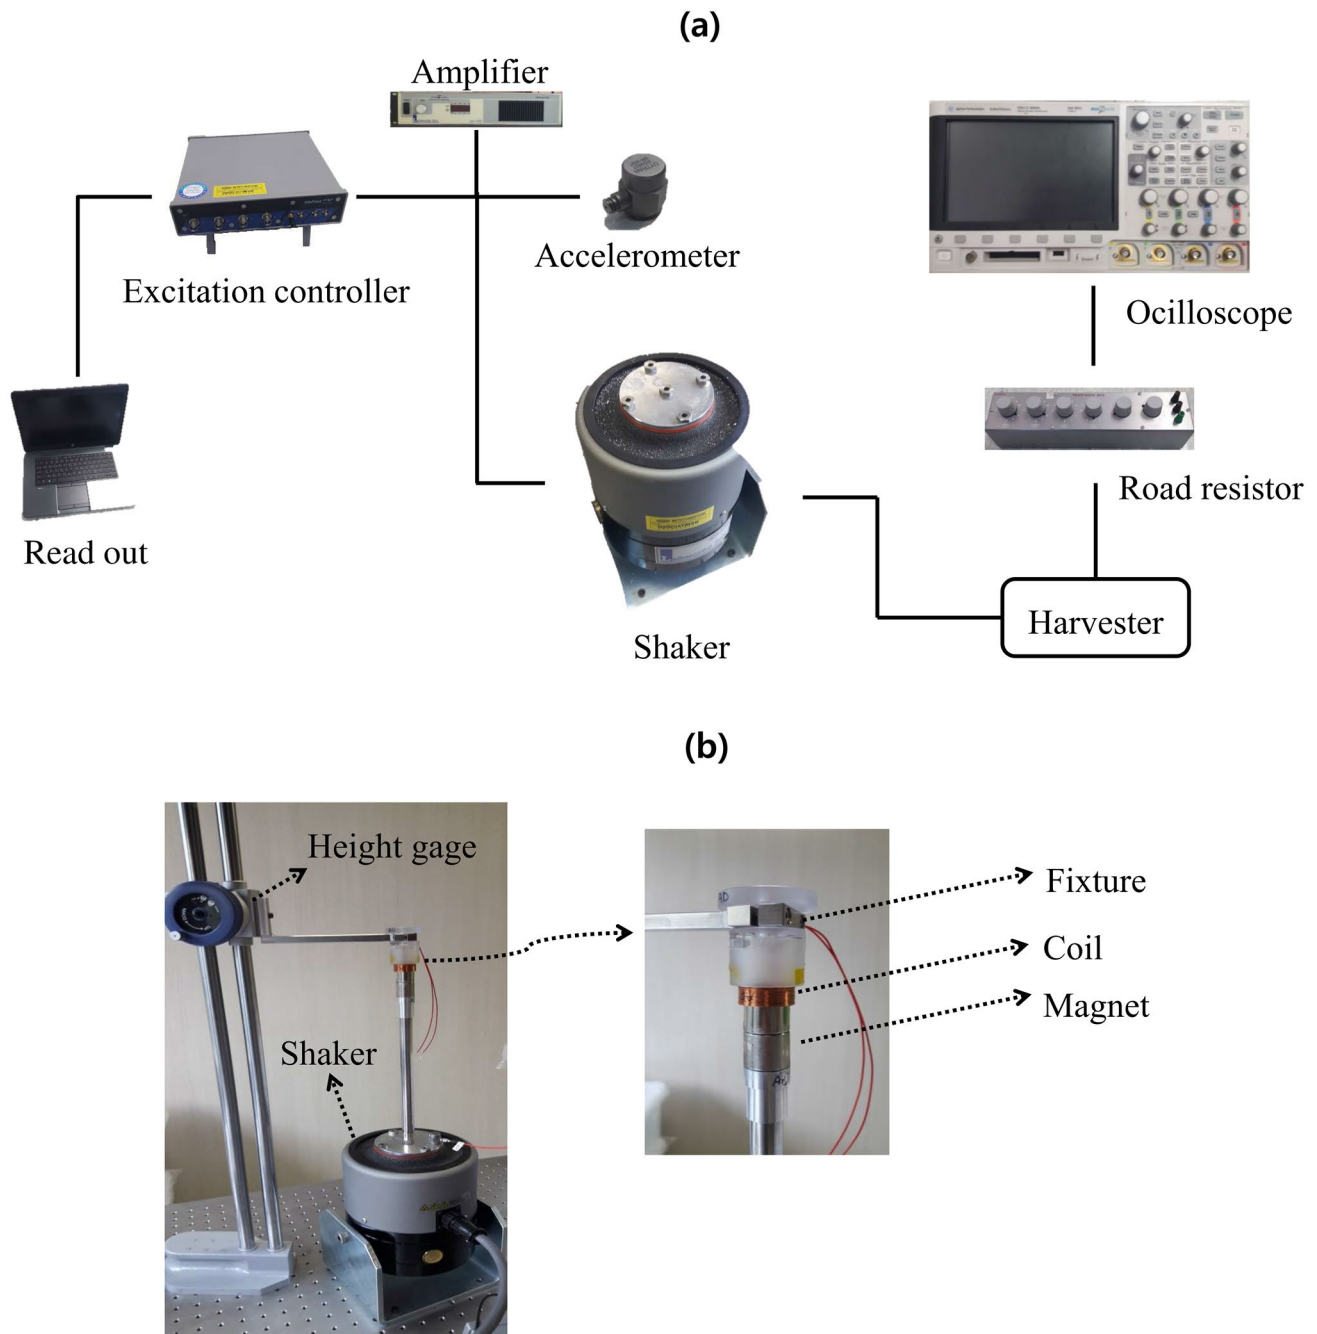 (a)
Amplifier
Accelerometer
Excitation controller
Ocilloscope
Read out
Road resistor
Shaker
Harvester
(b)
Height gage
Fixture
Coil
Magnet
Shaker